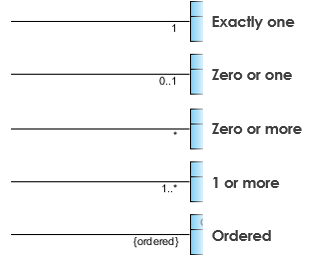 1 Exactly one
0..1 Zero or one
* Zero or more
1..* 1 or more
{ordered} Ordered